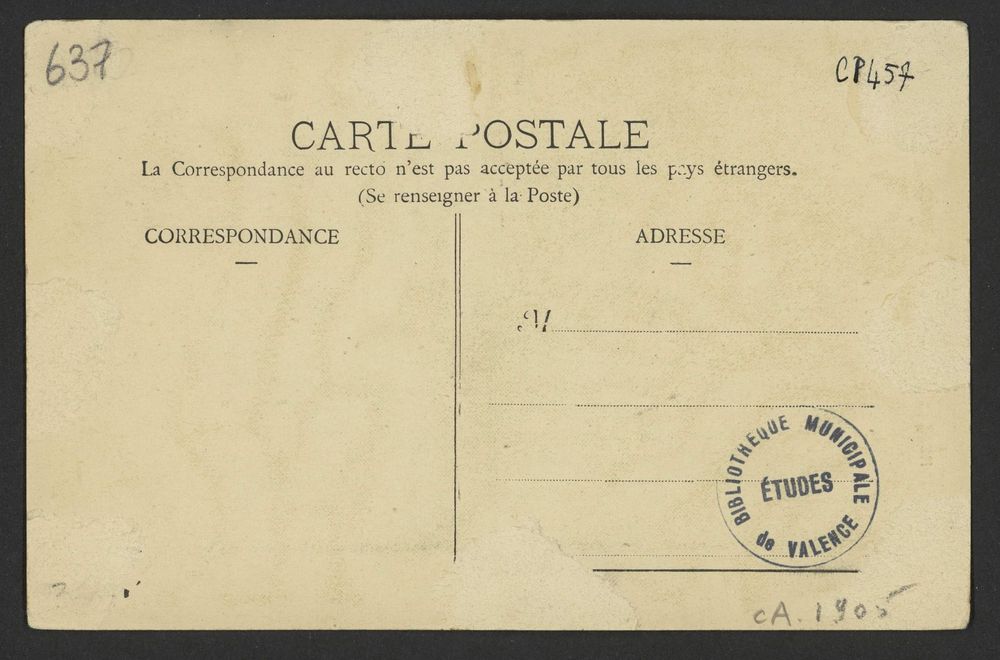 637
CP457
CARTE POSTALE
La Correspondance au recto n'est pas acceptée par tous les pays étrangers.
(Se renseigner à la Poste)
CORRESPONDANCE
ADRESSE
M
BIBLIOTHEQUE MUNICIPALE
ÉTUDES
de VALENCE
cA. 1905